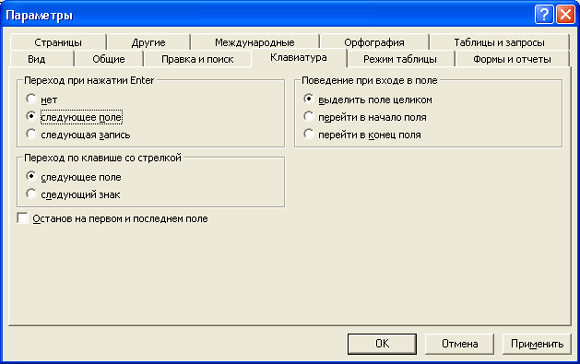 Параметры
Страницы Другие Международные Орфография Таблицы и запросы
Вид Общие Правка и поиск Клавиатура Режим таблицы Формы и отчеты
Переход при нажатии Enter
нет
следующее поле
следующая запись
Поведение при входе в поле
выделить поле целиком
перейти в начало поля
перейти в конец поля
Переход по клавише со стрелкой
следующее поле
следующий знак
Останов на первом и последнем поле
OK Отмена Применить